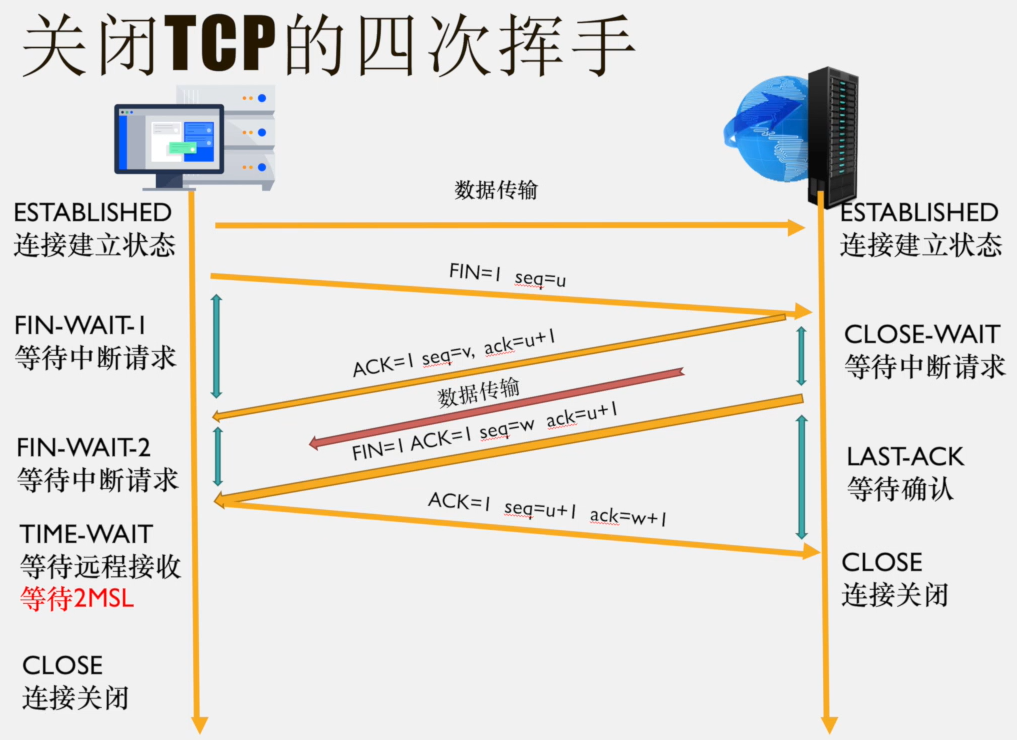 关闭TCP的四次挥手
数据传输
ESTABLISHED
连接建立状态
ESTABLISHED
连接建立状态
FIN=1 seq=u
FIN-WAIT-1
等待中断请求
CLOSE-WAIT
等待中断请求
ACK=1 seq=v, ack=u+1
数据传输
FIN=1 ACK=1 seq=w ack=u+1
FIN-WAIT-2
等待中断请求
LAST-ACK
等待确认
ACK=1 seq=u+1 ack=w+1
TIME-WAIT
等待远程接收
等待2MSL
CLOSE
连接关闭
CLOSE
连接关闭